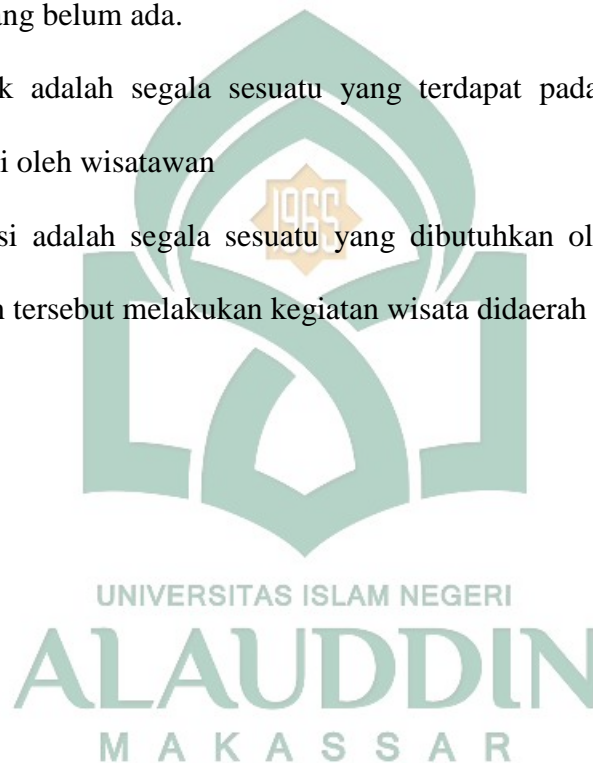 ang belum ada.
k adalah segala sesuatu yang terdapat pada
i oleh wisatawan
1965
si adalah segala sesuatu yang dibutuhkan ol
tersebut melakukan kegiatan wisata didaerah
UNIVERSITAS ISLAM NEGERI
ALAUDDIN
MAKASSAR